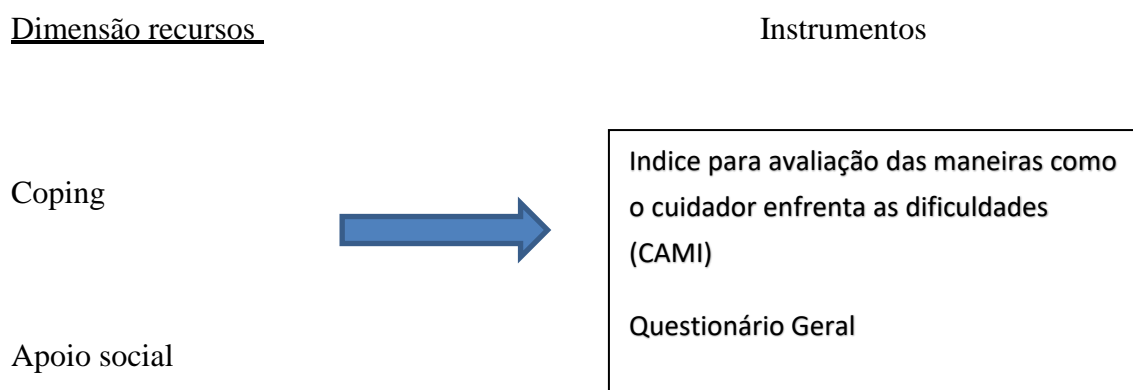 Dimensão recursos
Instrumentos
Coping
Indice para avaliação das maneiras como
o cuidador enfrenta as dificuldades
(CAMI)
Questionário Geral
Apoio social